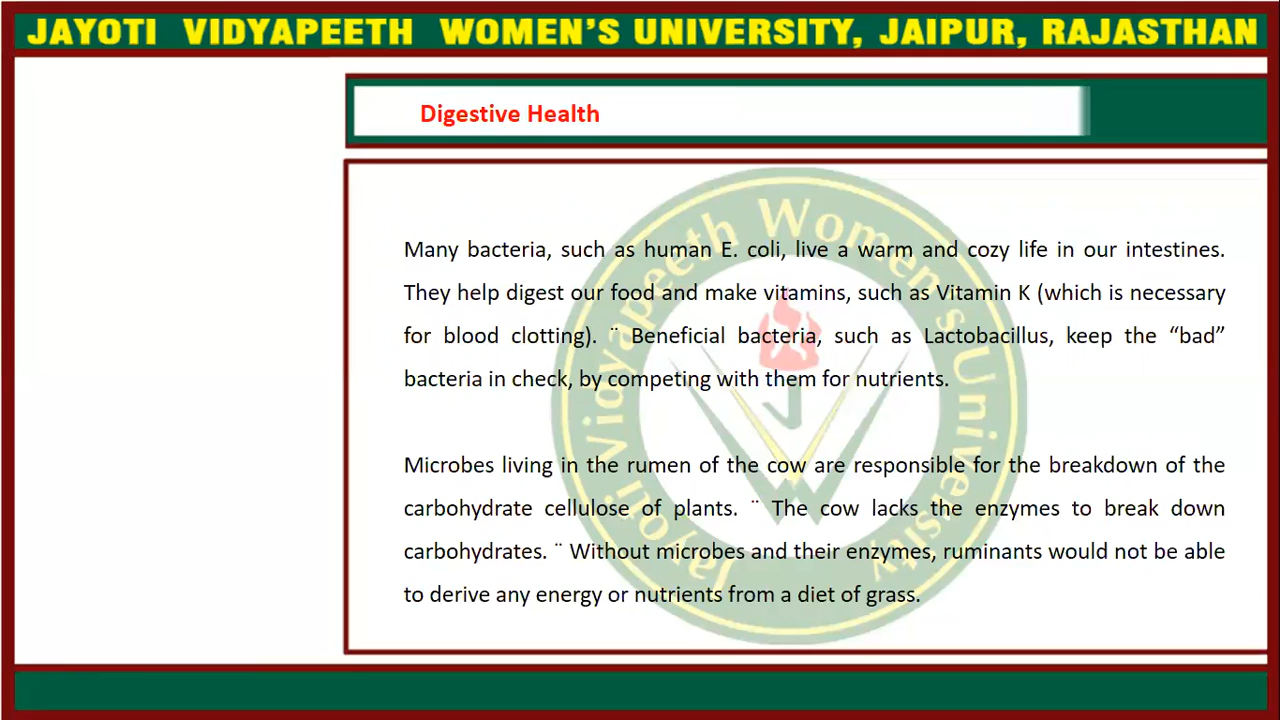 JAYOTI VIDYAPEETH WOMEN'S UNIVERSITY, JAIPUR, RAJASTHAN
Digestive Health
Many bacteria, such as human E. coli, live a warm and cozy life in our intestines.
They help digest our food and make vitamins, such as Vitamin K (which is necessary
for blood clotting). ¨ Beneficial bacteria, such as Lactobacillus, keep the “bad”
bacteria in check, by competing with them for nutrients.
Microbes living in the rumen of the cow are responsible for the breakdown of the
carbohydrate cellulose of plants. ¨ The cow lacks the enzymes to break down
carbohydrates. ¨ Without microbes and their enzymes, ruminants would not be able
to derive any energy or nutrients from a diet of grass.
Jayoti Vidyapeeth Women's University